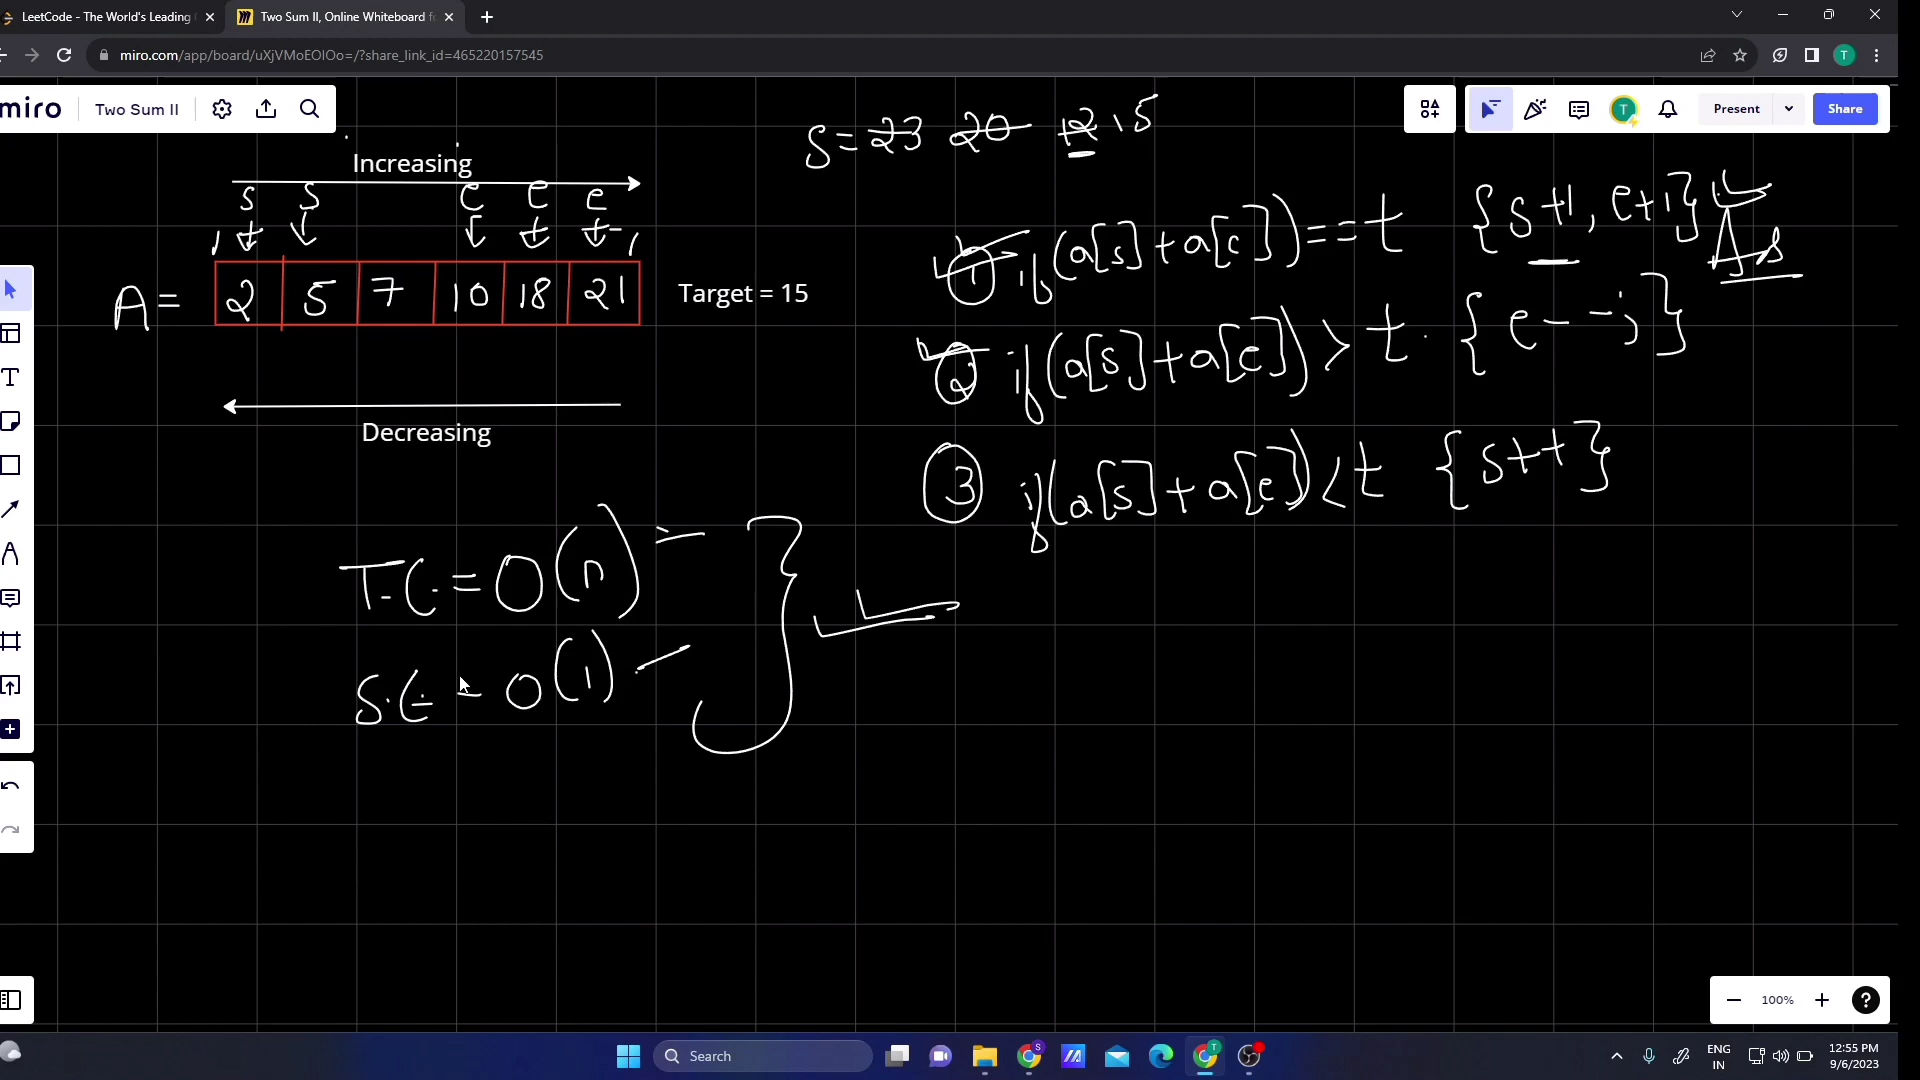 LeetCode - The World's Leading
Two Sum II, Online Whiteboard f
miro.com/app/board/uXjVMoEOlOo=/?share_link_id=465220157545
miro Two Sum II
Present Share
S = 23 20 12 15
Increasing
s s e e e
A = 2 5 7 10 18 21 Target = 15
Decreasing
① if(a[s]+a[e])==t {s+1, e+1} Ans
② if(a[s]+a[e])>t {e--;}
③ if(a[s]+a[e])<t {s++}
T.C. = O(n)
S.C = O(1)
100%
Search
ENG
IN
12:55 PM
9/6/2023